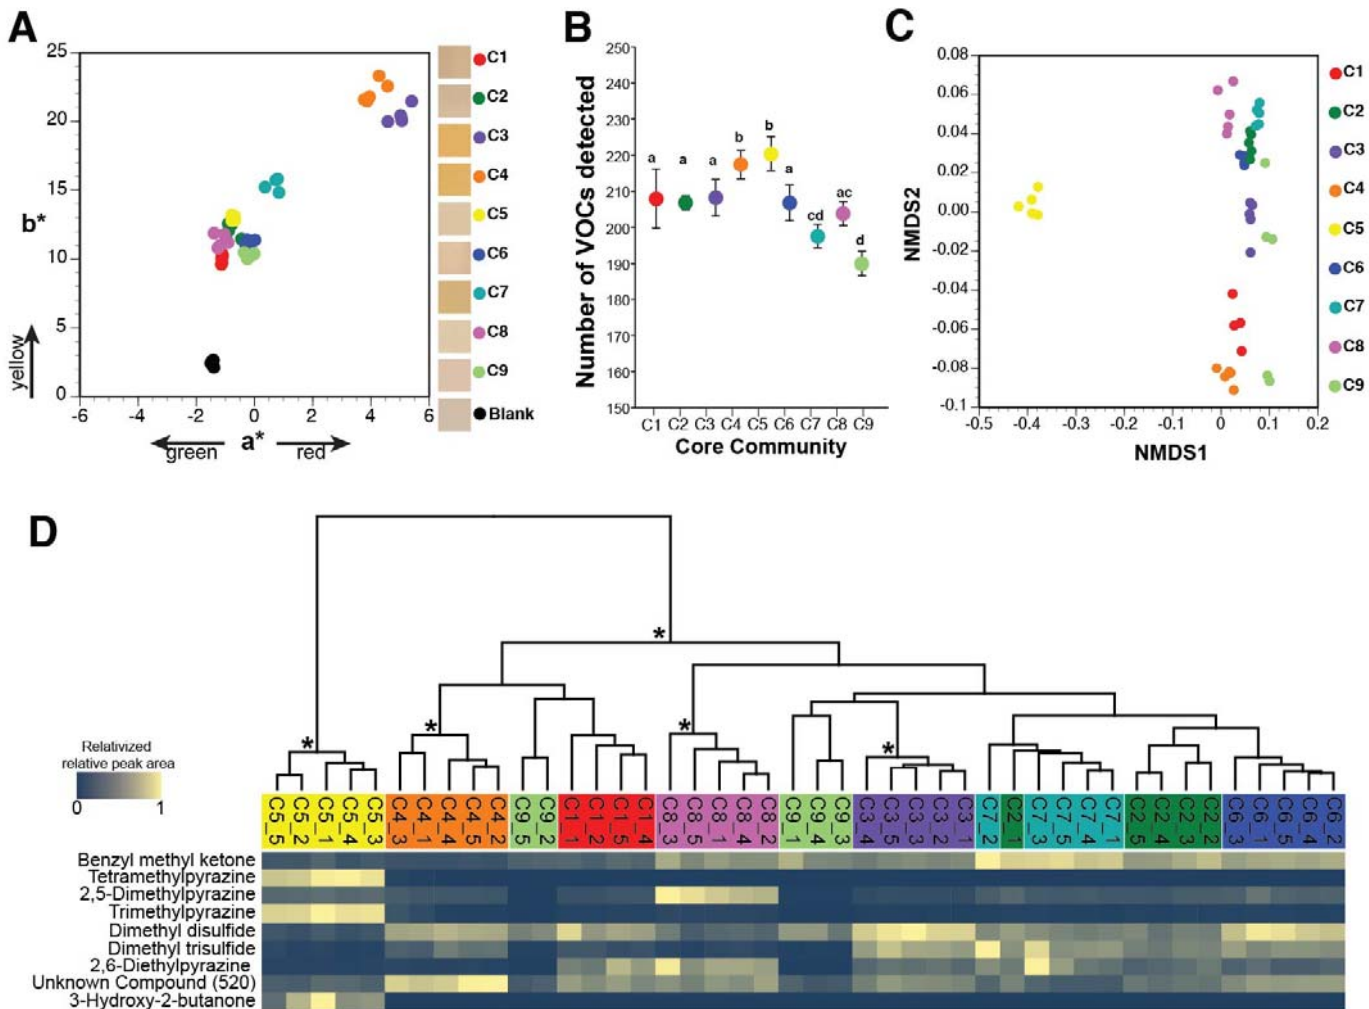 A
25
20
15
b*
10
5
yellow
0
-6 -4 -2 0 2 4 6
green a* red
C1
C2
C3
C4
C5
C6
C7
C8
C9
Blank
B
Number of VOCs detected
250
240
230
220
210
200
190
180
170
160
150
a a a b b a cd ac d
C1 C2 C3 C4 C5 C6 C7 C8 C9
Core Community
C
NMDS2
0.08
0.06
0.04
0.02
0.00
-0.02
-0.04
-0.06
-0.08
-0.1
-0.5 -0.4 -0.3 -0.2 -0.1 0 0.1 0.2
NMDS1
C1
C2
C3
C4
C5
C6
C7
C8
C9
D
* * * * *
Relativized
relative peak area
0 1
C5_5 C5_2 C5_1 C5_4 C5_3 C4_3 C4_1 C4_4 C4_5 C4_2 C9_5 C9_2 C1_1 C1_2 C1_5 C1_4 C8_3 C8_5 C8_1 C8_4 C8_2 C9_1 C9_4 C9_3 C3_4 C3_5 C3_3 C3_2 C3_1 C7_2 C2_1 C7_3 C7_5 C7_4 C7_1 C2_5 C2_4 C2_3 C2_2 C6_3 C6_1 C6_5 C6_4 C6_2
Benzyl methyl ketone
Tetramethylpyrazine
2,5-Dimethylpyrazine
Trimethylpyrazine
Dimethyl disulfide
Dimethyl trisulfide
2,6-Diethylpyrazine
Unknown Compound (520)
3-Hydroxy-2-butanone